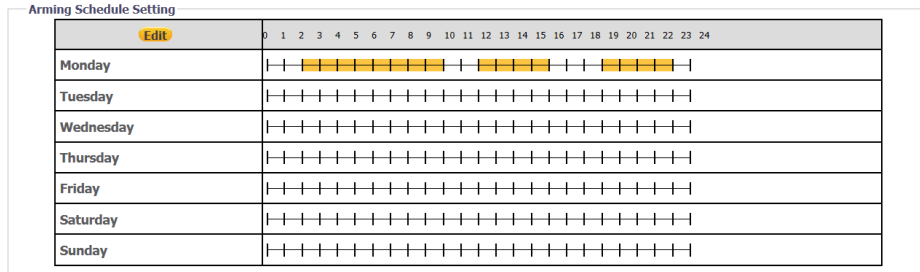 Arming Schedule Setting
Edit 0 1 2 3 4 5 6 7 8 9 10 11 12 13 14 15 16 17 18 19 20 21 22 23 24
Monday
Tuesday
Wednesday
Thursday
Friday
Saturday
Sunday